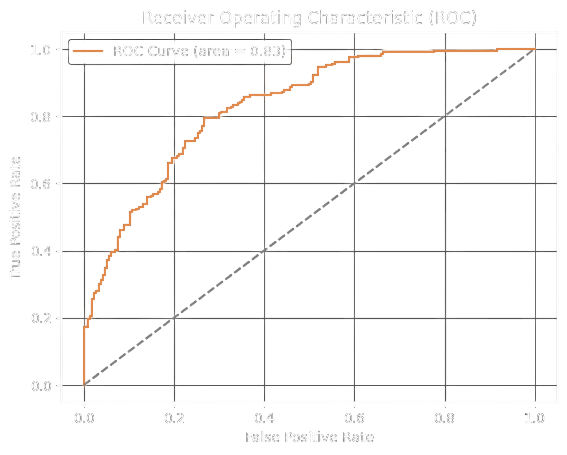 Receiver Operating Characteristic (ROC)
ROC Curve (area = 0.83)
1.0
0.8
0.6
0.4
0.2
0.0
True Positive Rate
0.0 0.2 0.4 0.6 0.8 1.0
False Positive Rate